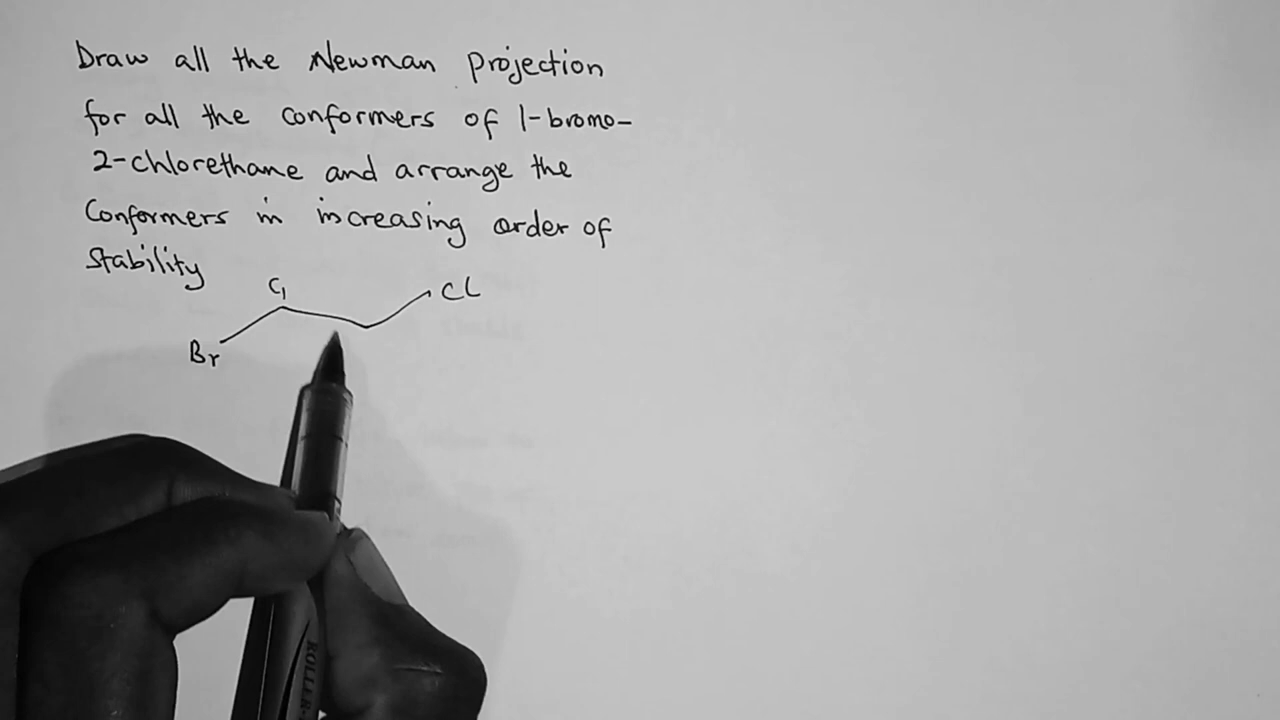 Draw all the Newman projection
for all the conformers of 1-bromo-
2-chlorethane and arrange the
Conformers in increasing order of
Stability
C1
CL
Br
ROLLER